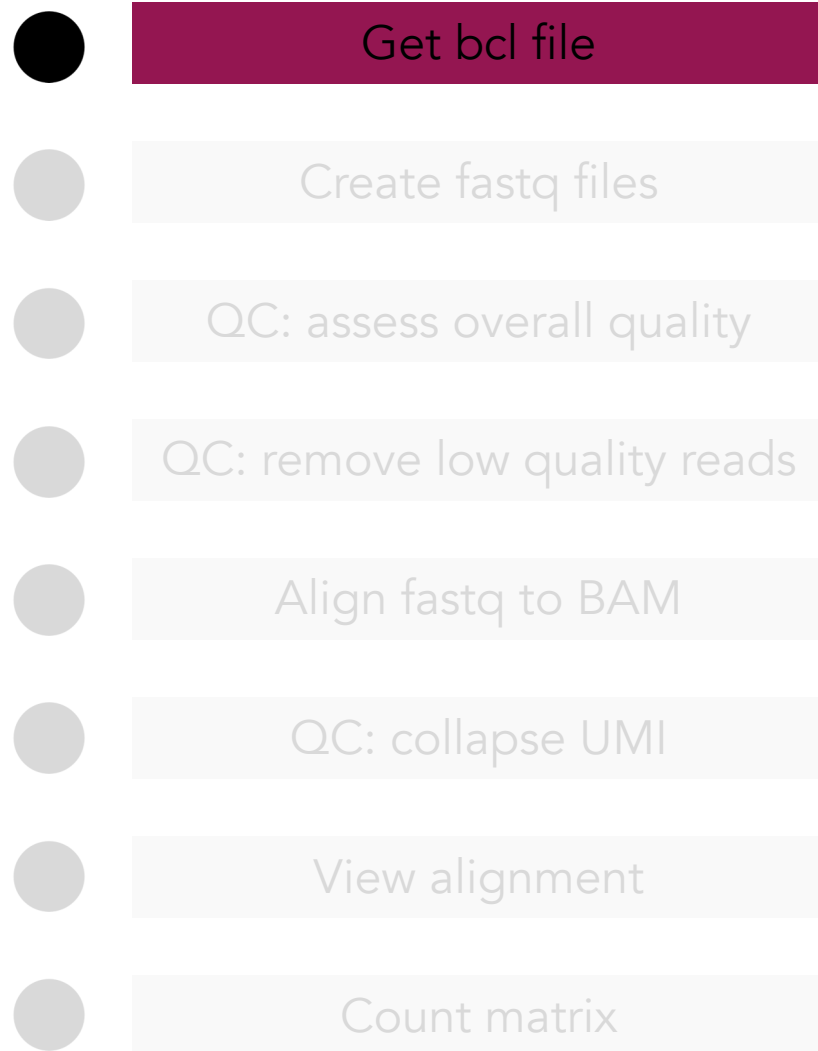 Get bcl file
Create fastq files
QC: assess overall quality
QC: remove low quality reads
Align fastq to BAM
QC: collapse UMI
View alignment
Count matrix